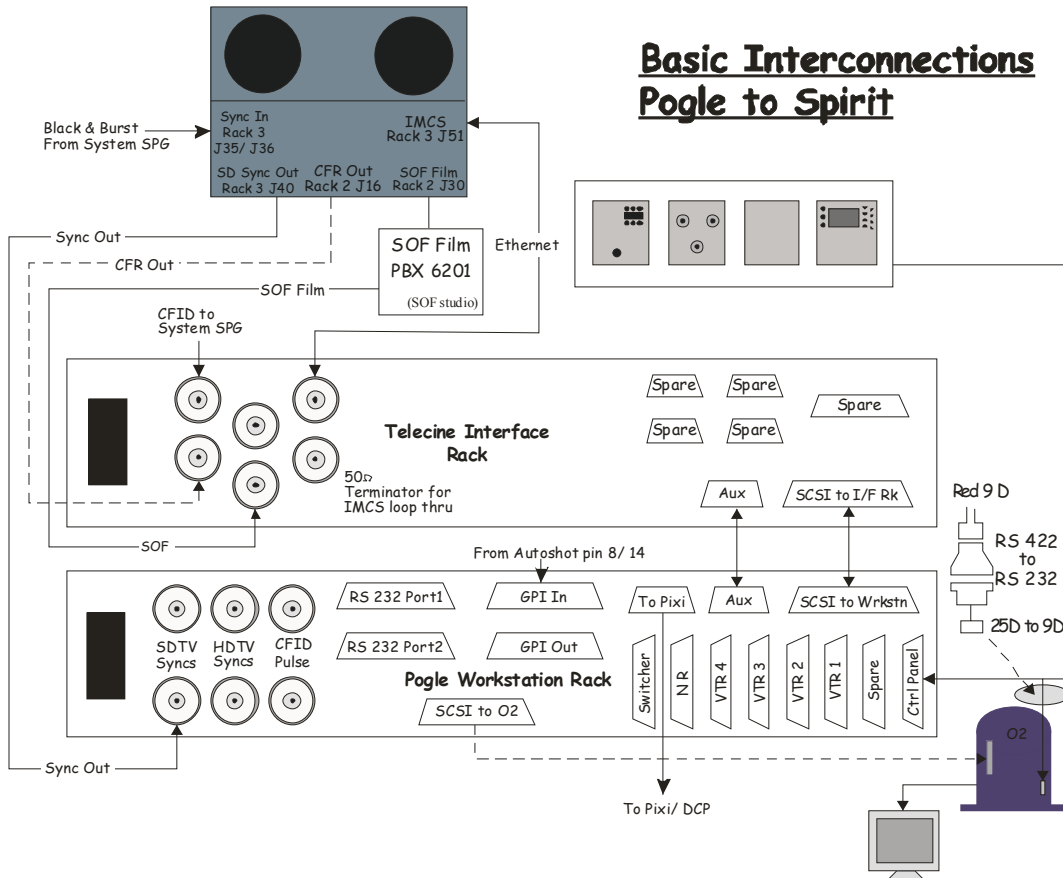 Basic Interconnections
Pogle to Spirit
Sync In
Rack 3
J35/ J36
IMCS
Rack 3 J51
SD Sync Out
Rack 3 J40
CFR Out
Rack 2 J16
SOF Film
Rack 2 J30
Black & Burst
From System SPG
Sync Out
CFR Out
SOF Film
SOF Film
PBX 6201
(SOF studio)
Ethernet
CFID to
System SPG
Telecine Interface
Rack
50Ω
Terminator for
IMCS loop thru
Spare
Spare
Spare
Spare
Spare
Aux
SCSI to I/F Rk
SOF
From Autoshot pin 8/ 14
Red 9 D
RS 422
to
RS 232
25D to 9D
RS 232 Port1
GPI In
To Pixi
Aux
SCSI to Wrkstn
SDTV
Syncs
HDTV
Syncs
CFID
Pulse
RS 232 Port2
GPI Out
Pogle Workstation Rack
SCSI to O2
Switcher
N R
VTR 4
VTR 3
VTR 2
VTR 1
Spare
Ctrl Panel
O2
Sync Out
To Pixi/ DCP